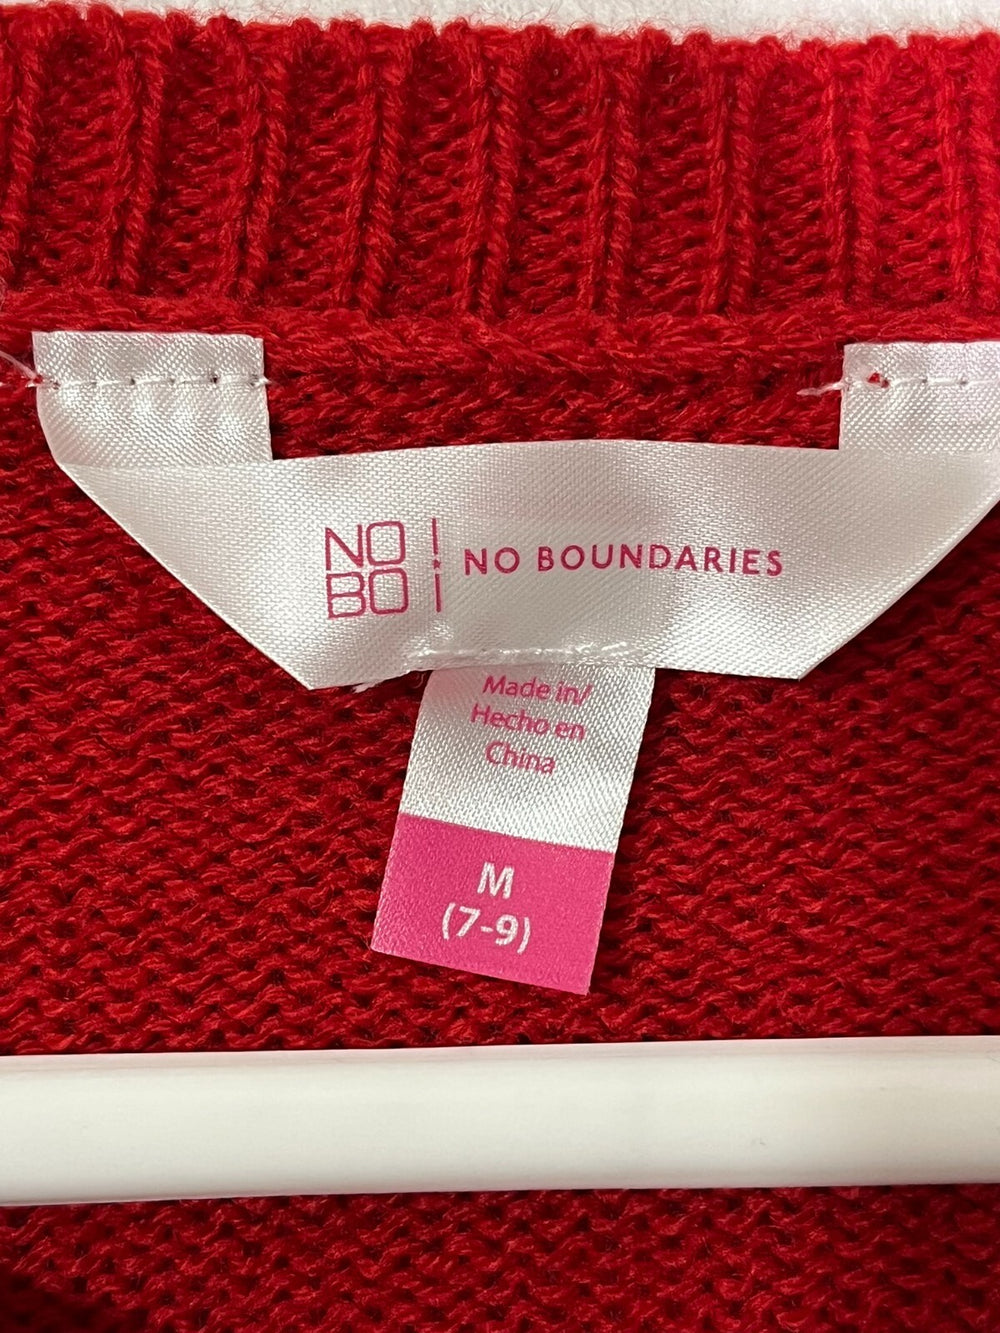 NO
BO
NO BOUNDARIES
Made in/
Hecho en
China
M
(7-9)